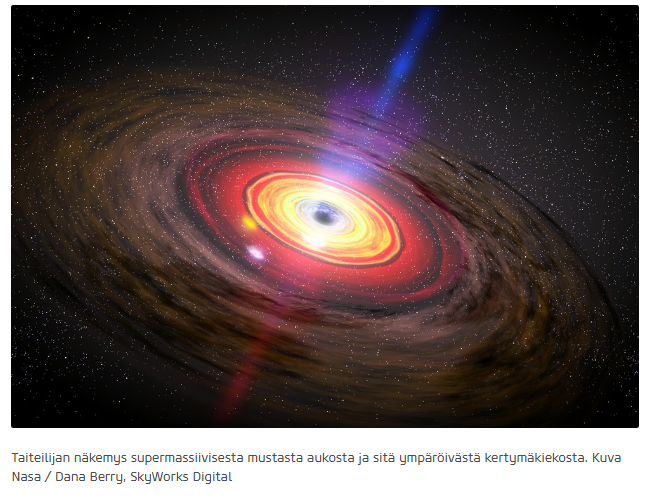 Taiteilijan näkemys supermassiivisesta mustasta aukosta ja sitä ympäröivästä kertymäkiekosta. Kuva
Nasa / Dana Berry, SkyWorks Digital